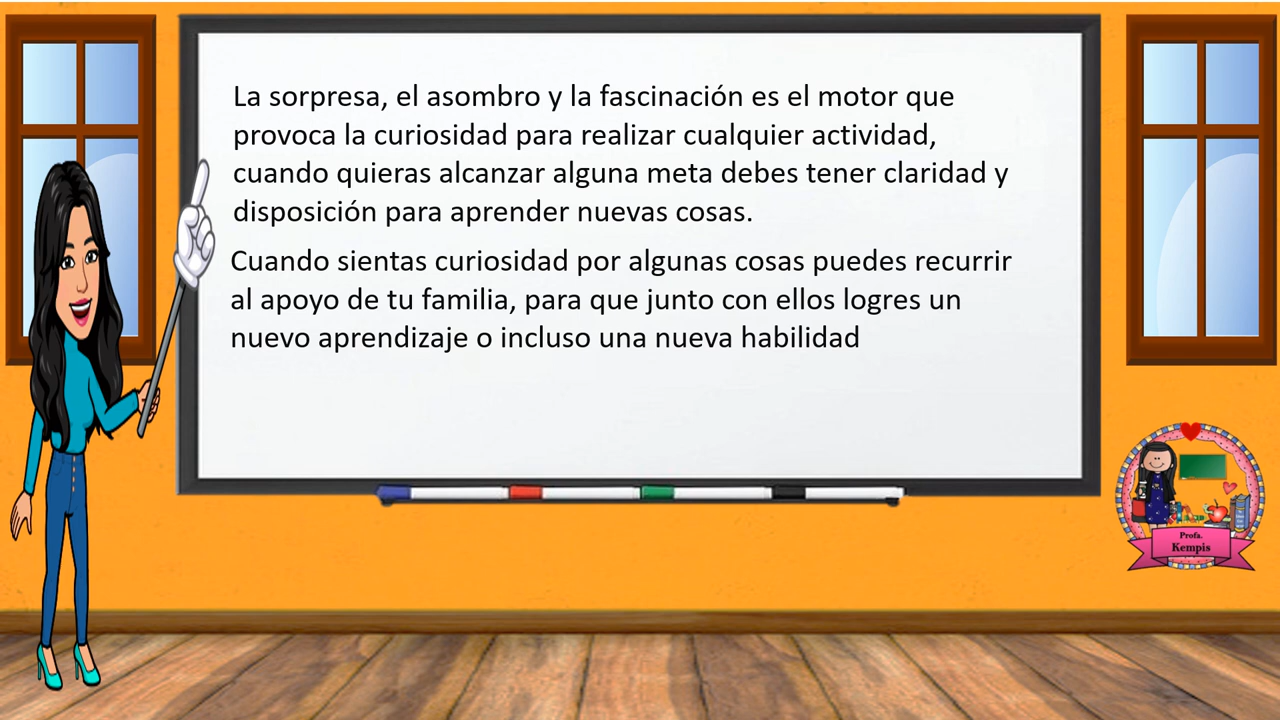 La sorpresa, el asombro y la fascinación es el motor que
provoca la curiosidad para realizar cualquier actividad,
cuando quieras alcanzar alguna meta debes tener claridad y
disposición para aprender nuevas cosas.
Cuando sientas curiosidad por algunas cosas puedes recurrir
al apoyo de tu familia, para que junto con ellos logres un
nuevo aprendizaje o incluso una nueva habilidad
Profa.
Kempis